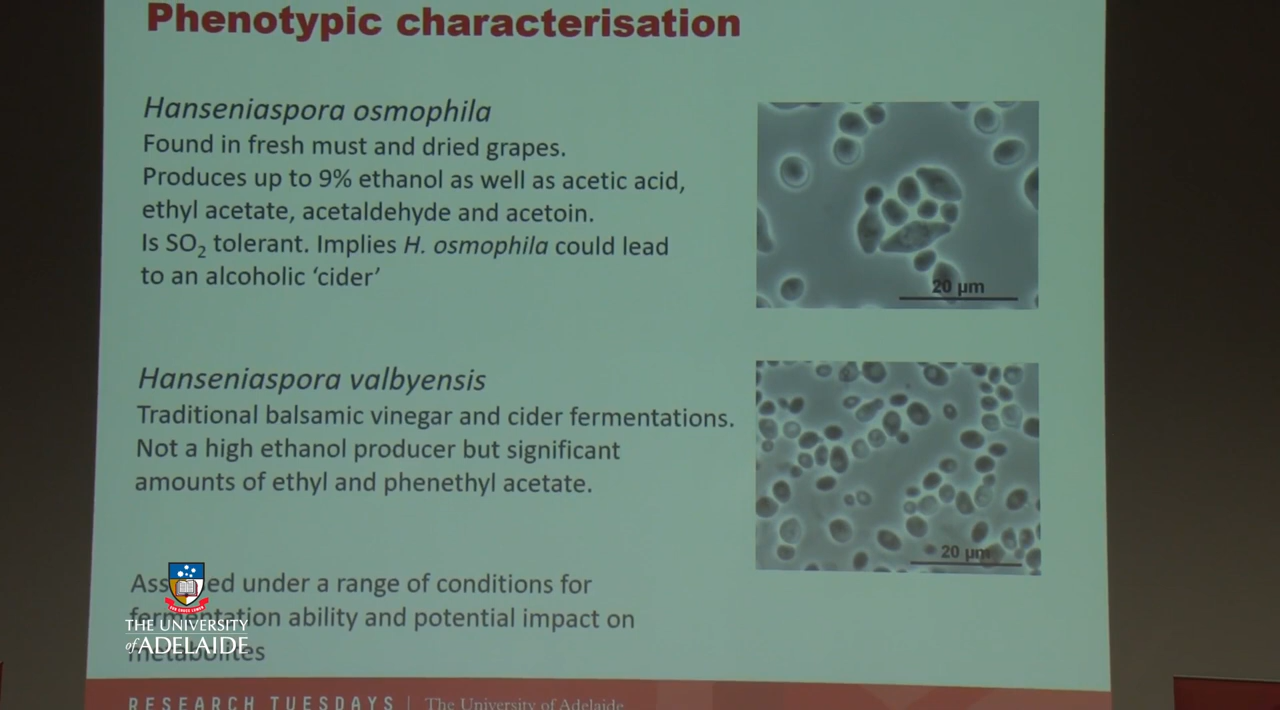 Phenotypic characterisation
Hanseniaspora osmophila
Found in fresh must and dried grapes.
Produces up to 9% ethanol as well as acetic acid,
ethyl acetate, acetaldehyde and acetoin.
Is SO₂ tolerant. Implies H. osmophila could lead
to an alcoholic ‘cider’
20 µm
Hanseniaspora valbyensis
Traditional balsamic vinegar and cider fermentations.
Not a high ethanol producer but significant
amounts of ethyl and phenethyl acetate.
20 µm
under a range of conditions for
fermentation ability and potential impact on
metabolites
THE UNIVERSITY
of ADELAIDE
RESEARCH TUESDAYS | The University of Adelaide